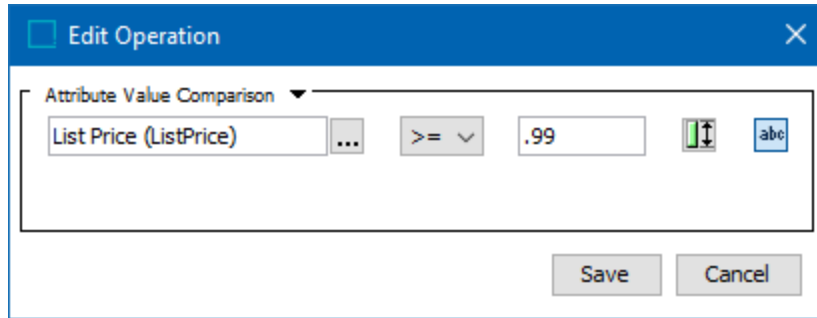 Edit Operation
Attribute Value Comparison
List Price (ListPrice) ... >= .99 abc
Save Cancel